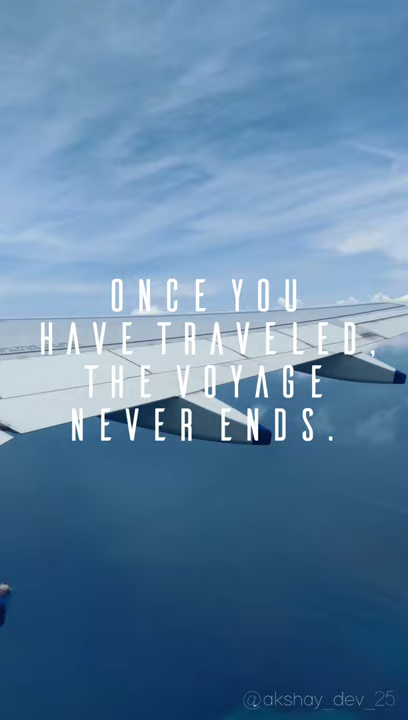 ONCE YOU
HAVE TRAVELED,
THE VOYAGE
NEVER ENDS.
@akshay_dev_25